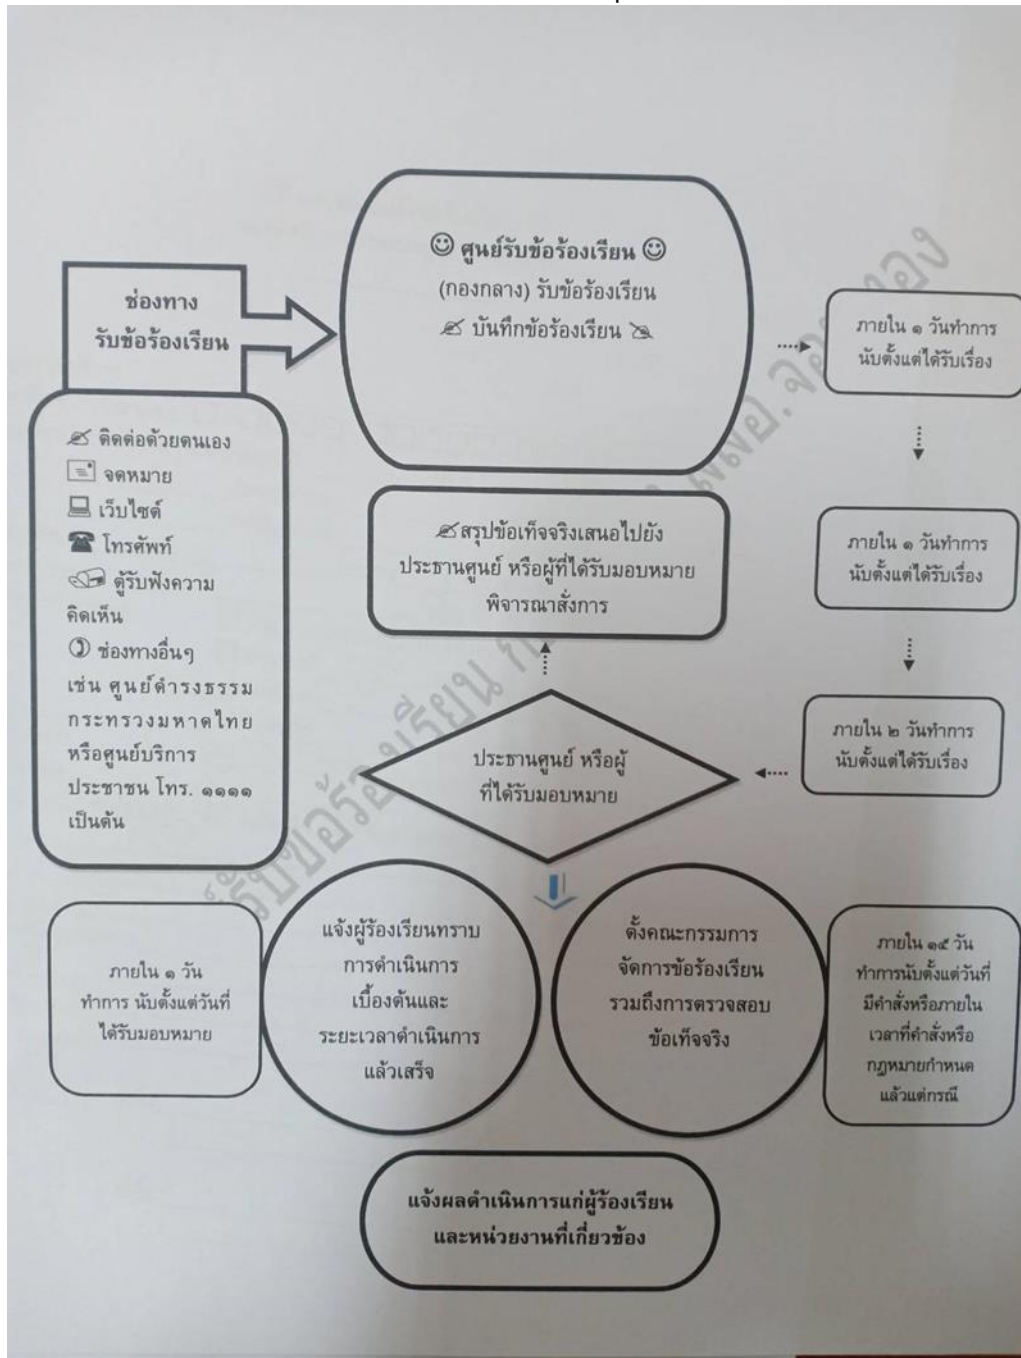 ช่องทาง
รับข้อร้องเรียน
ศูนย์รับข้อร้องเรียน
(กองกลาง) รับข้อร้องเรียน
บันทึกข้อร้องเรียน
ภายใน ๑ วันทำการ
นับตั้งแต่ได้รับเรื่อง
ติดต่อด้วยตนเอง
จดหมาย
เว็บไซต์
โทรศัพท์
ตู้รับฟังความ
คิดเห็น
ช่องทางอื่นๆ
เช่น ศูนย์ดำรงธรรม
กระทรวงมหาดไทย
หรือศูนย์บริการ
ประชาชน โทร. ๑๑๑๑
เป็นต้น
สรุปข้อเท็จจริงเสนอไปยัง
ประธานศูนย์ หรือผู้ที่ได้รับมอบหมาย
พิจารณาสั่งการ
ภายใน ๑ วันทำการ
นับตั้งแต่ได้รับเรื่อง
ประธานศูนย์ หรือผู้
ที่ได้รับมอบหมาย
ภายใน ๒ วันทำการ
นับตั้งแต่ได้รับเรื่อง
ภายใน ๑ วัน
ทำการ นับตั้งแต่วันที่
ได้รับมอบหมาย
แจ้งผู้ร้องเรียนทราบ
การดำเนินการ
เบื้องต้นและ
ระยะเวลาดำเนินการ
แล้วเสร็จ
ตั้งคณะกรรมการ
จัดการข้อร้องเรียน
รวมถึงการตรวจสอบ
ข้อเท็จจริง
ภายใน ๑๕ วัน
ทำการนับตั้งแต่วันที่
มีคำสั่งหรือภายใน
เวลาที่คำสั่งหรือ
กฎหมายกำหนด
แล้วแต่กรณี
แจ้งผลดำเนินการแก่ผู้ร้องเรียน
และหน่วยงานที่เกี่ยวข้อง